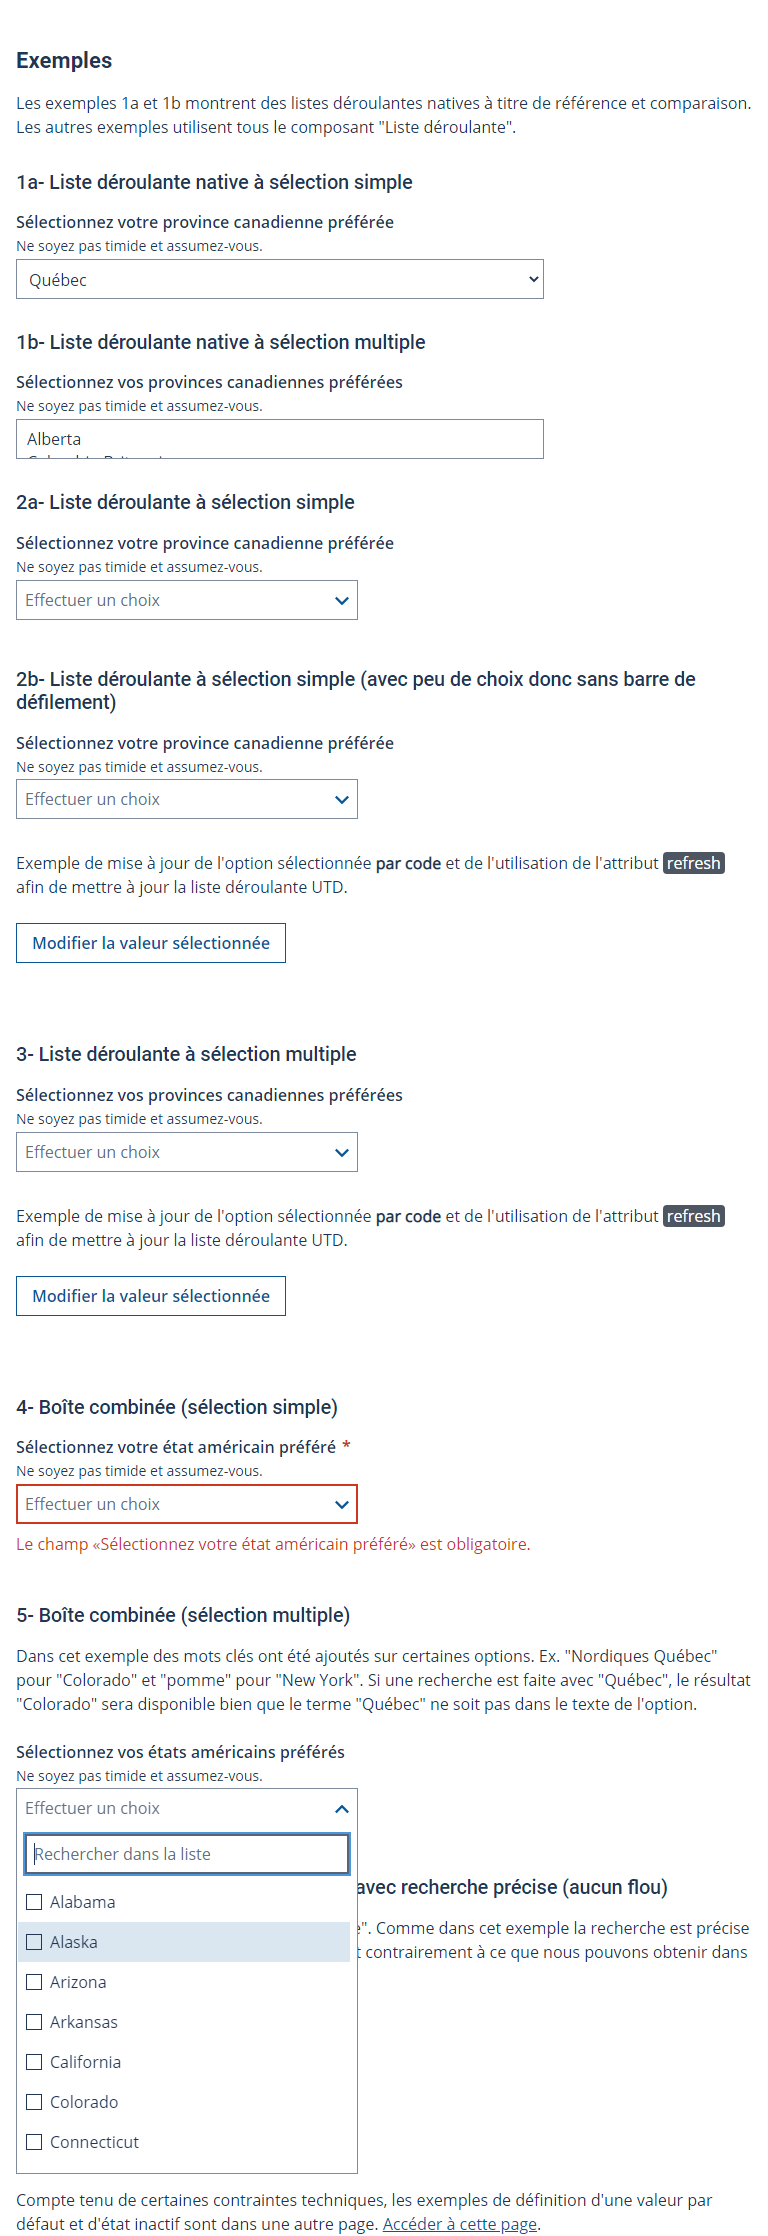 Exemples
Les exemples 1a et 1b montrent des listes déroulantes natives à titre de référence et comparaison.
Les autres exemples utilisent tous le composant "Liste déroulante".
1a- Liste déroulante native à sélection simple
Sélectionnez votre province canadienne préférée
Ne soyez pas timide et assumez-vous.
Québec
1b- Liste déroulante native à sélection multiple
Sélectionnez vos provinces canadiennes préférées
Ne soyez pas timide et assumez-vous.
Alberta
2a- Liste déroulante à sélection simple
Sélectionnez votre province canadienne préférée
Ne soyez pas timide et assumez-vous.
Effectuer un choix
2b- Liste déroulante à sélection simple (avec peu de choix donc sans barre de
défilement)
Sélectionnez votre province canadienne préférée
Ne soyez pas timide et assumez-vous.
Effectuer un choix
Exemple de mise à jour de l'option sélectionnée par code et de l'utilisation de l'attribut refresh
afin de mettre à jour la liste déroulante UTD.
Modifier la valeur sélectionnée
3- Liste déroulante à sélection multiple
Sélectionnez vos provinces canadiennes préférées
Ne soyez pas timide et assumez-vous.
Effectuer un choix
Exemple de mise à jour de l'option sélectionnée par code et de l'utilisation de l'attribut refresh
afin de mettre à jour la liste déroulante UTD.
Modifier la valeur sélectionnée
4- Boîte combinée (sélection simple)
Sélectionnez votre état américain préféré *
Ne soyez pas timide et assumez-vous.
Effectuer un choix
Le champ «Sélectionnez votre état américain préféré» est obligatoire.
5- Boîte combinée (sélection multiple)
Dans cet exemple des mots clés ont été ajoutés sur certaines options. Ex. "Nordiques Québec"
pour "Colorado" et "pomme" pour "New York". Si une recherche est faite avec "Québec", le résultat
"Colorado" sera disponible bien que le terme "Québec" ne soit pas dans le texte de l'option.
Sélectionnez vos états américains préférés
Ne soyez pas timide et assumez-vous.
Effectuer un choix
Rechercher dans la liste
avec recherche précise (aucun flou)
Alabama
e". Comme dans cet exemple la recherche est précise
Alaska
t contrairement à ce que nous pouvons obtenir dans
Arizona
Arkansas
California
Colorado
Connecticut
Compte tenu de certaines contraintes techniques, les exemples de définition d'une valeur par
défaut et d'état inactif sont dans une autre page. Accéder à cette page.